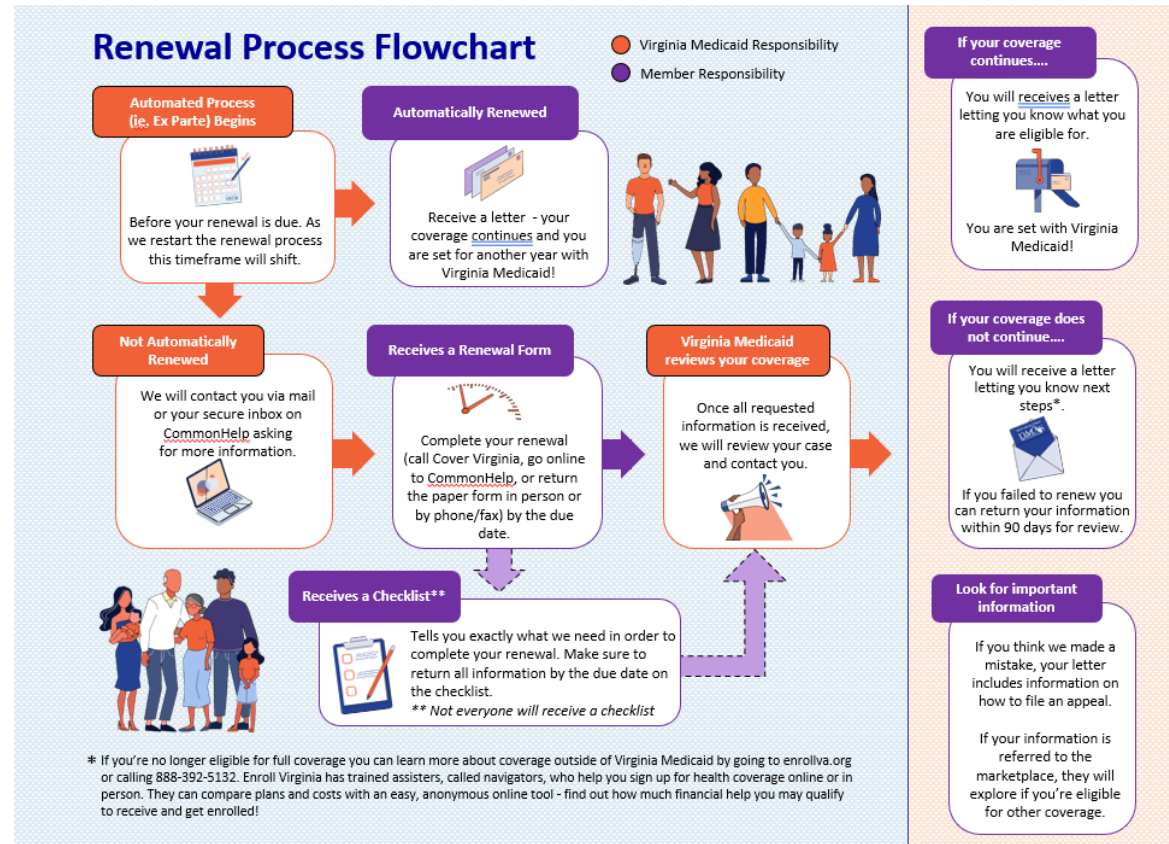 Renewal Process Flowchart
Virginia Medicaid Responsibility
Member Responsibility
Automated Process
(ie. Ex Parte) Begins
Before your renewal is due. As
we restart the renewal process
this timeframe will shift.
Automatically Renewed
Receive a letter - your
coverage continues and you
are set for another year with
Virginia Medicaid!
Not Automatically
Renewed
We will contact you via mail
or your secure inbox on
CommonHelp asking
for more information.
Receives a Renewal Form
Complete your renewal
(call Cover Virginia, go online
to CommonHelp, or return
the paper form in person or
by phone/fax) by the due
date.
Virginia Medicaid
reviews your coverage
Once all requested
information is received,
we will review your case
and contact you.
Receives a Checklist**
Tells you exactly what we need in order to
complete your renewal. Make sure to
return all information by the due date on
the checklist.
** Not everyone will receive a checklist
* If you're no longer eligible for full coverage you can learn more about coverage outside of Virginia Medicaid by going to enrollva.org
or calling 888-392-5132. Enroll Virginia has trained assisters, called navigators, who help you sign up for health coverage online or in
person. They can compare plans and costs with an easy, anonymous online tool - find out how much financial help you may qualify
to receive and get enrolled!
If your coverage
continues....
You will receives a letter
letting you know what you
are eligible for.
You are set with Virginia
Medicaid!
If your coverage does
not continue....
You will receive a letter
letting you know next
steps*.
DMAS
If you failed to renew you
can return your information
within 90 days for review.
Look for important
information
If you think we made a
mistake, your letter
includes information on
how to file an appeal.
If your information is
referred to the
marketplace, they will
explore if you're eligible
for other coverage.